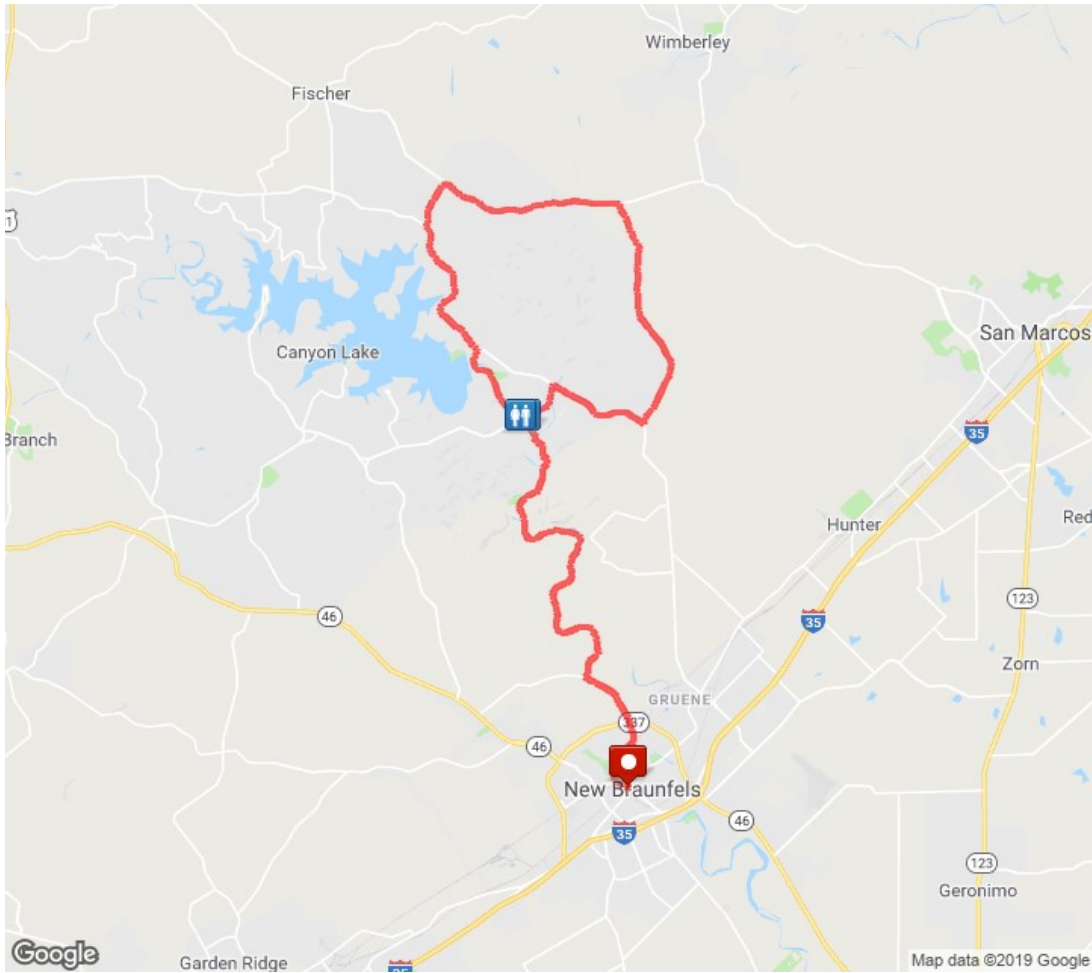 Wimberley
Fischer
1
San Marcos
Canyon Lake
35
Branch
Hunter
Red
46
123
35
Zorn
GRUENE
337
46
New Braunfels
46
35
123
Geronimo
Google
Garden Ridge
35
Map data ©2019 Google